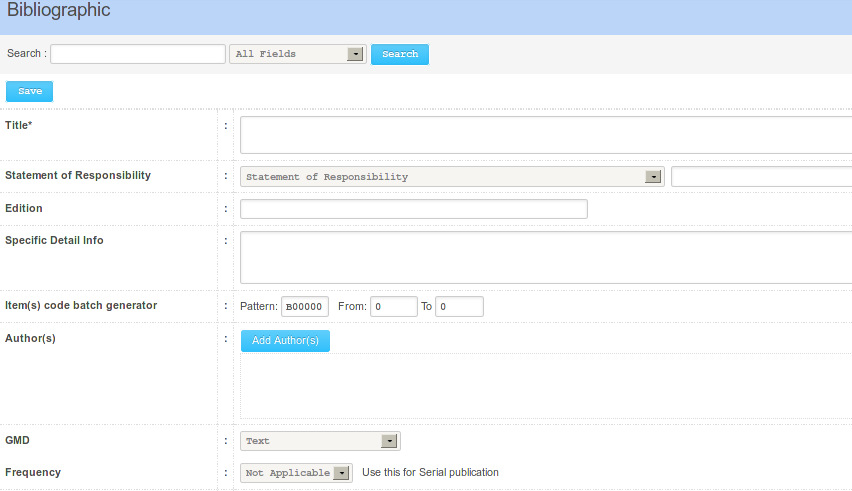 Bibliographic
Search : All Fields Search
Save
Title* :
Statement of Responsibility : Statement of Responsibility
Edition :
Specific Detail Info :
Item(s) code batch generator : Pattern: B00000 From: 0 To 0
Author(s) : Add Author(s)
GMD : Text
Frequency : Not Applicable Use this for Serial publication